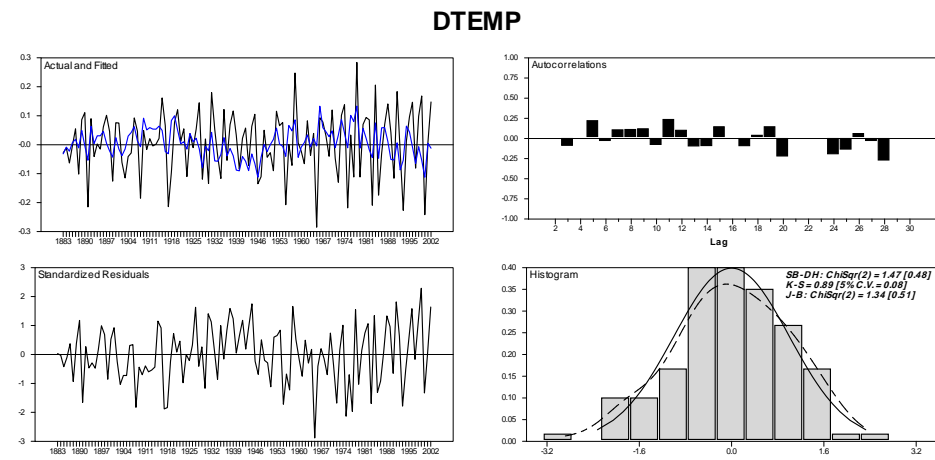 DTEMP
Actual and Fitted
0.3
0.2
0.1
-0.0
-0.1
-0.2
-0.3
1883 1890 1897 1904 1911 1918 1925 1932 1939 1946 1953 1960 1967 1974 1981 1988 1995 2002
Autocorrelations
1.00
0.75
0.50
0.25
0.00
-0.25
-0.50
-0.75
-1.00
2 4 6 8 10 12 14 16 18 20 22 24 26 28 30
Lag
Standardized Residuals
3
2
1
0
-1
-2
-3
1883 1890 1897 1904 1911 1918 1925 1932 1939 1946 1953 1960 1967 1974 1981 1988 1995 2002
Histogram
SB-DH: ChiSqr(2) = 1.47 [0.48]
K-S = 0.89 [5% C.V. = 0.08]
J-B: ChiSqr(2) = 1.34 [0.51]
0.40
0.35
0.30
0.25
0.20
0.15
0.10
0.05
0.00
-3.2 -1.6 0.0 1.6 3.2